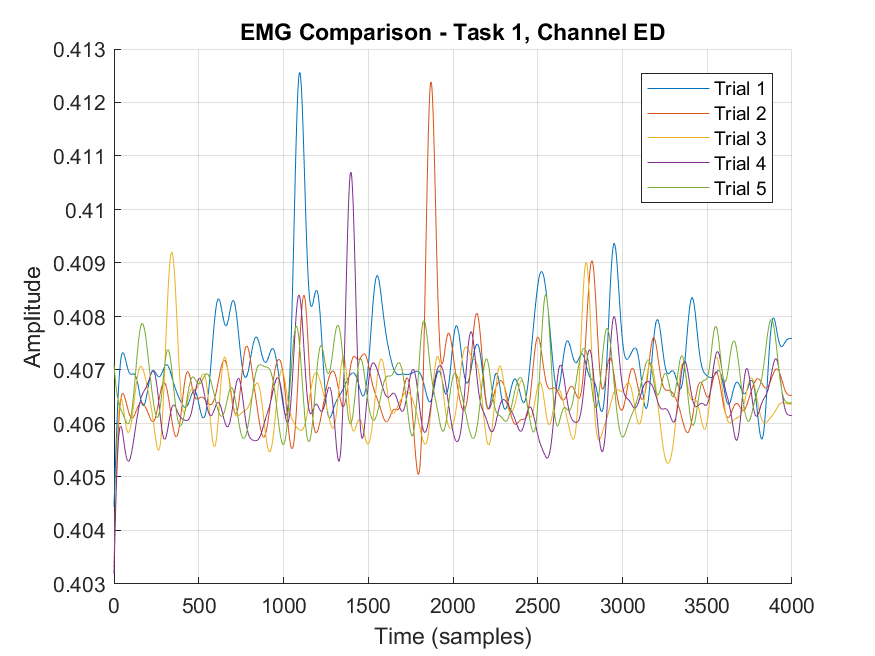 EMG Comparison - Task 1, Channel ED
0.413
0.412
0.411
0.41
0.409
0.408
0.407
0.406
0.405
0.404
0.403
Amplitude
Trial 1
Trial 2
Trial 3
Trial 4
Trial 5
0 500 1000 1500 2000 2500 3000 3500 4000
Time (samples)